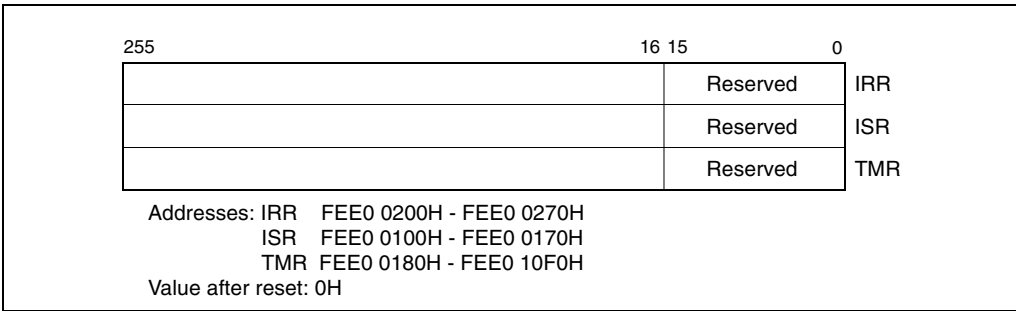 255 16 15 0
Reserved IRR
Reserved ISR
Reserved TMR
Addresses: IRR FEE0 0200H - FEE0 0270H
ISR FEE0 0100H - FEE0 0170H
TMR FEE0 0180H - FEE0 10F0H
Value after reset: 0H